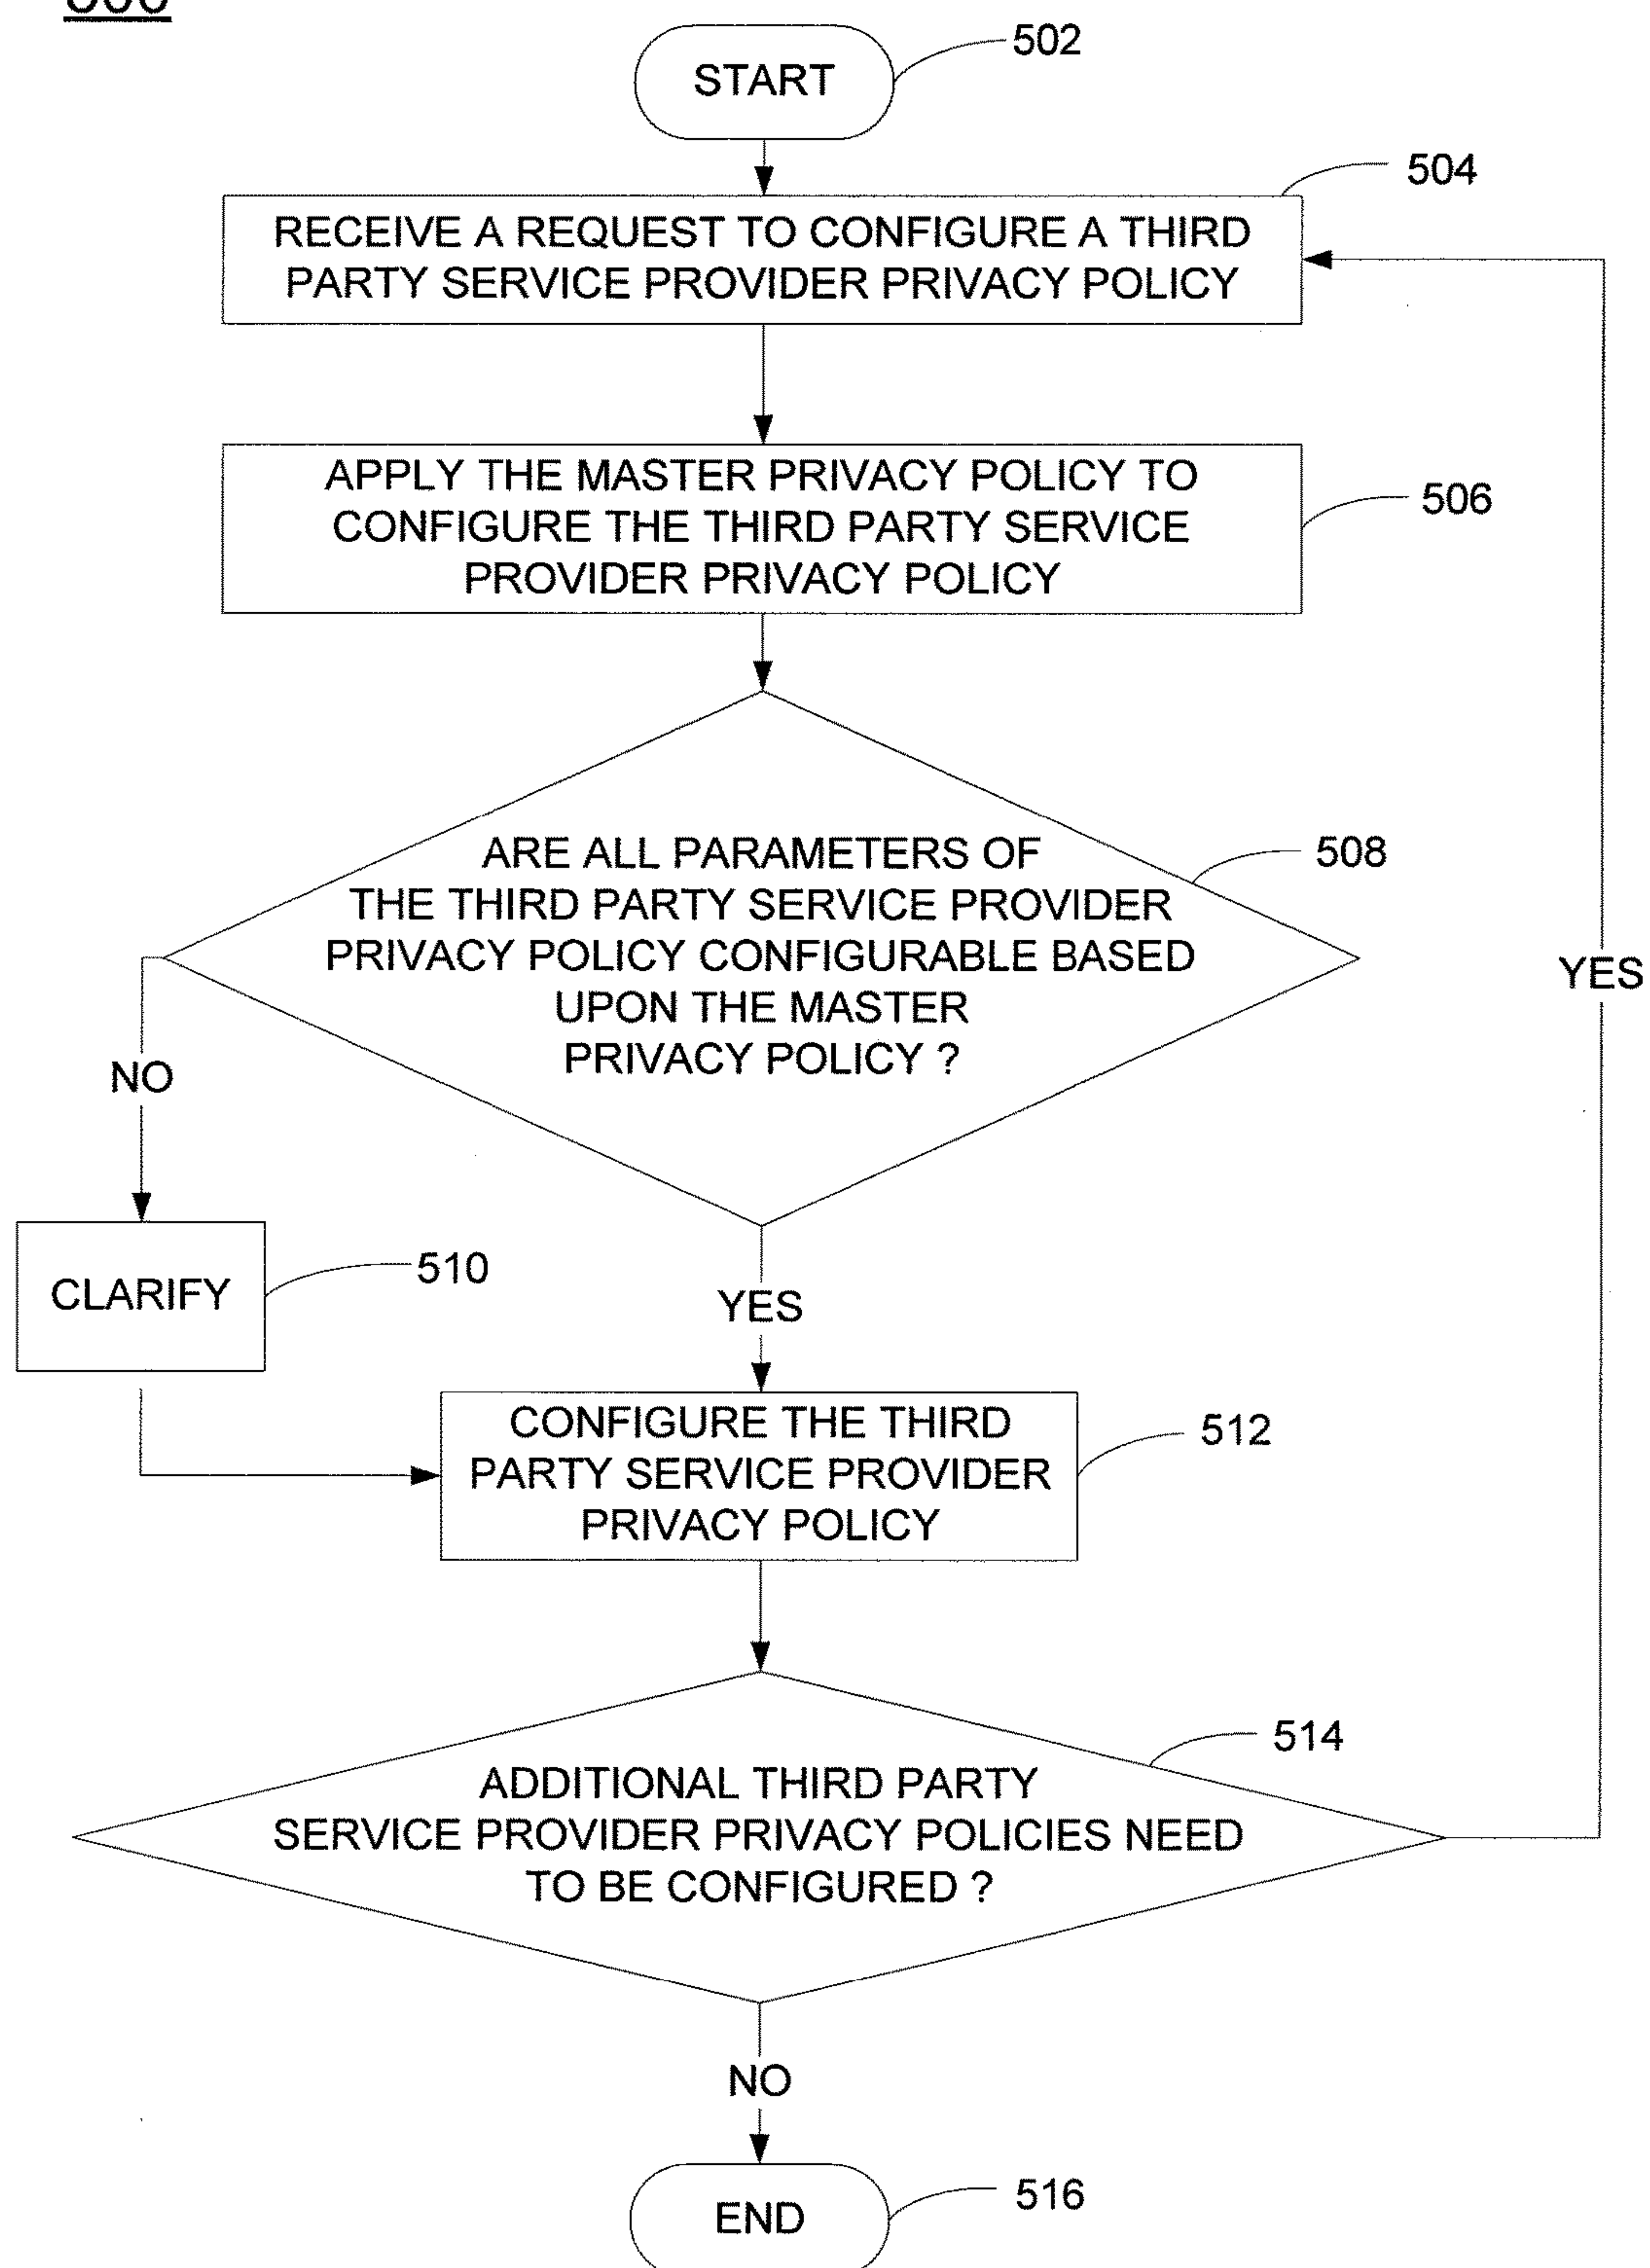 START
502
504
RECEIVE A REQUEST TO CONFIGURE A THIRD
PARTY SERVICE PROVIDER PRIVACY POLICY
APPLY THE MASTER PRIVACY POLICY TO
CONFIGURE THE THIRD PARTY SERVICE
PROVIDER PRIVACY POLICY
506
ARE ALL PARAMETERS OF
THE THIRD PARTY SERVICE PROVIDER
PRIVACY POLICY CONFIGURABLE BASED
UPON THE MASTER
PRIVACY POLICY ?
508
YES
NO
CLARIFY
510
YES
CONFIGURE THE THIRD
PARTY SERVICE PROVIDER
PRIVACY POLICY
512
514
ADDITIONAL THIRD PARTY
SERVICE PROVIDER PRIVACY POLICIES NEED
TO BE CONFIGURED ?
NO
END
516